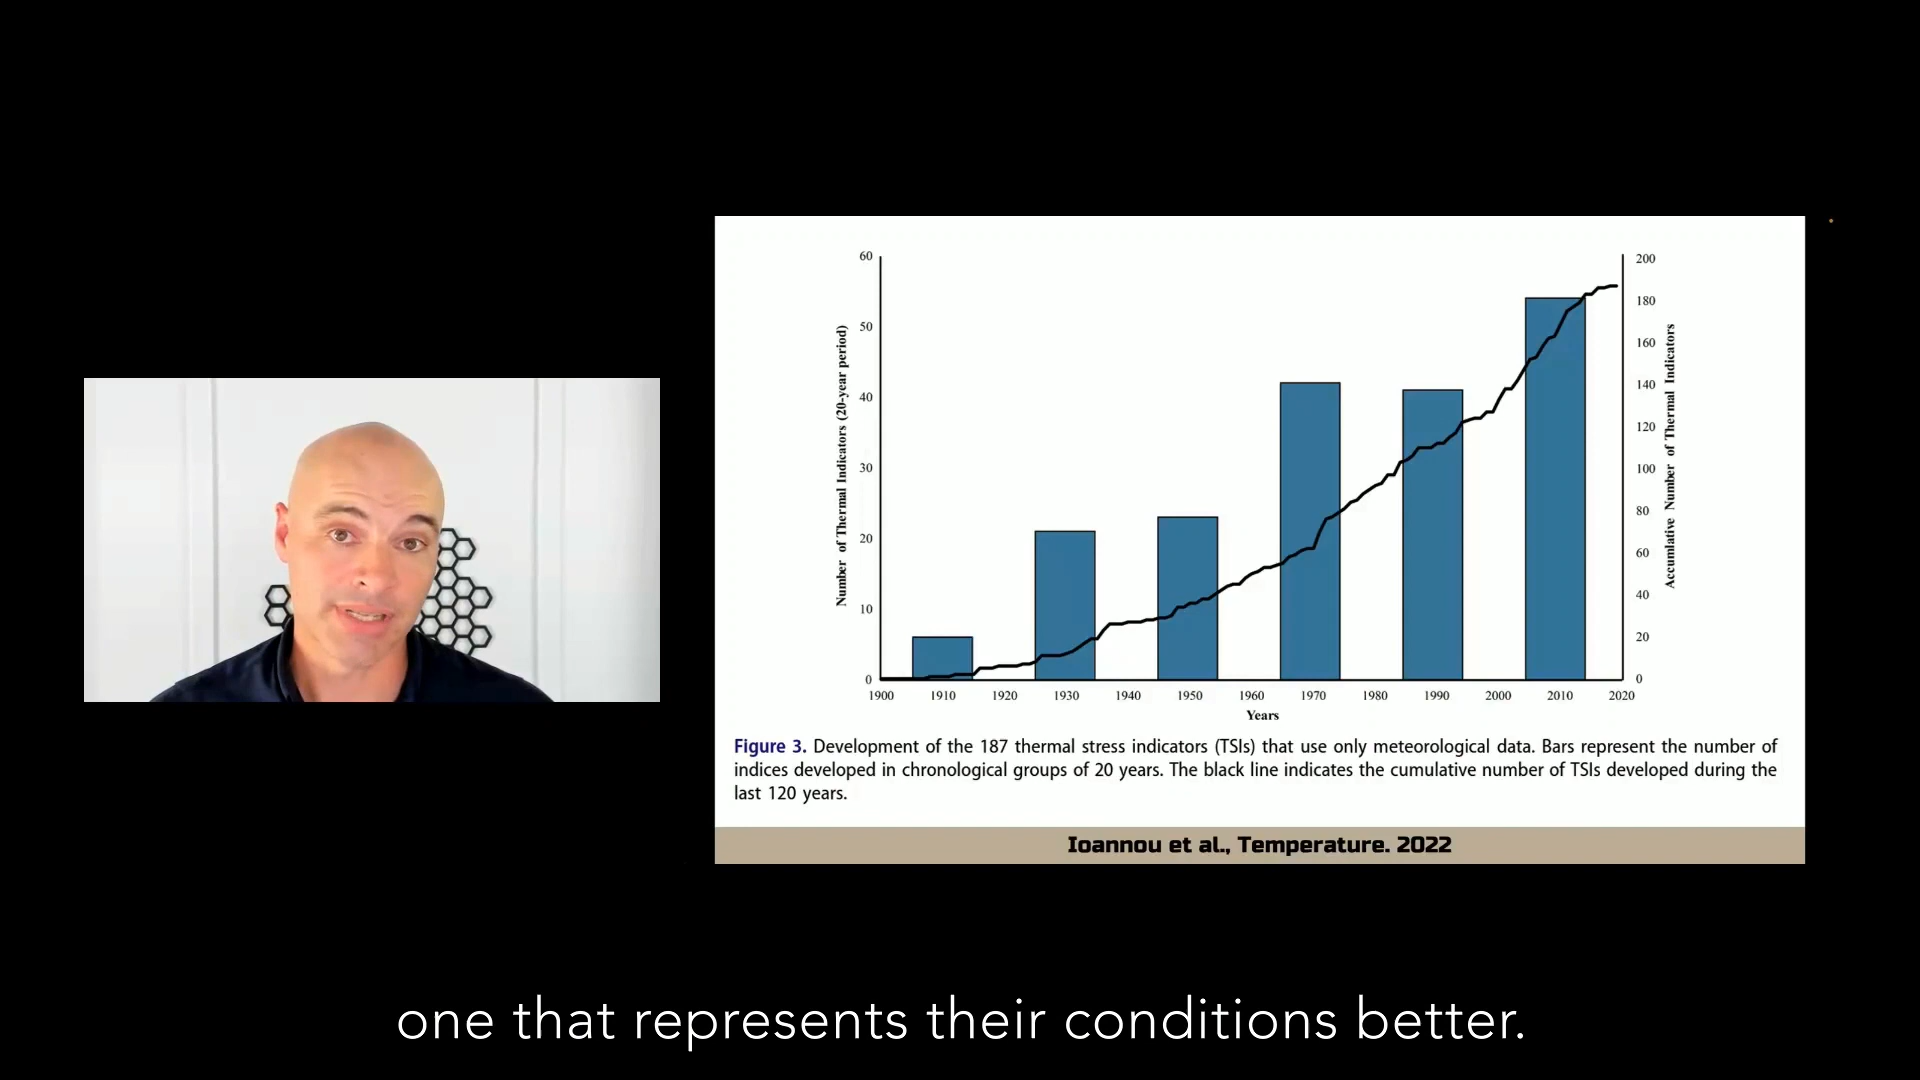 60
50
40
30
20
10
0
Number of Thermal Indicators (20-year period)
200
180
160
140
120
100
80
60
40
20
0
Accumlative Number of Thermal Indicators
1900 1910 1920 1930 1940 1950 1960 1970 1980 1990 2000 2010 2020
Years
Figure 3. Development of the 187 thermal stress indicators (TSIs) that use only meteorological data. Bars represent the number of
indices developed in chronological groups of 20 years. The black line indicates the cumulative number of TSIs developed during the
last 120 years.
Ioannou et al., Temperature. 2022
one that represents their conditions better.